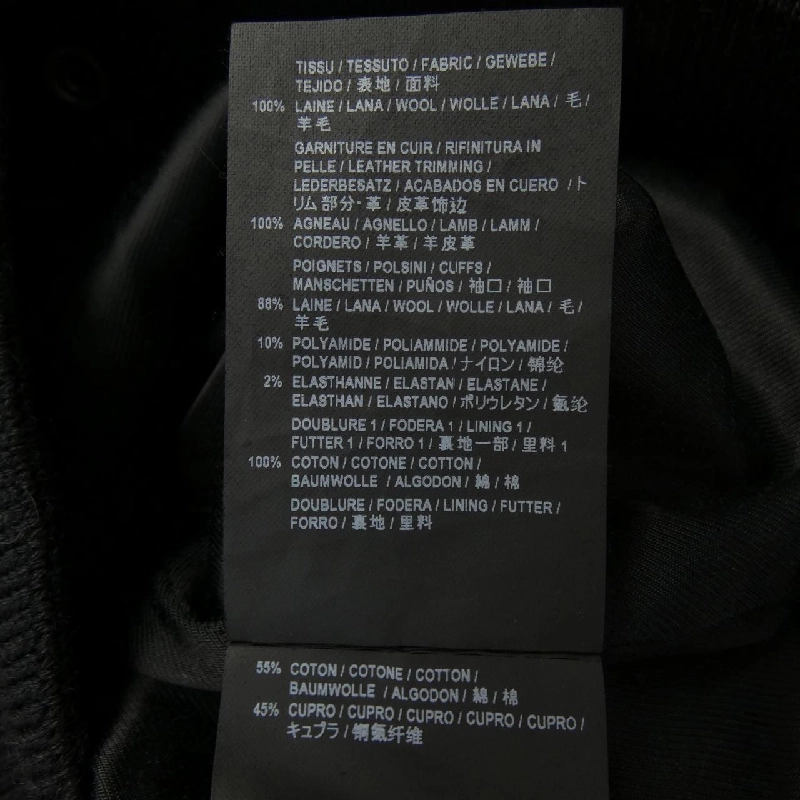 TISSU / TESSUTO / FABRIC / GEWEBE /
TEJIDO / 表地 / 面料
100% LAINE / LANA / WOOL / WOLLE / LANA / 毛 /
羊毛
GARNITURE EN CUIR / RIFINITURA IN
PELLE / LEATHER TRIMMING /
LEDERBESATZ / ACABADOS EN CUERO / ト
リム部分・革 / 皮革饰边
100% AGNEAU / AGNELLO / LAMB / LAMM /
CORDERO / 羊革 / 羊皮革
POIGNETS / POLSINI / CUFFS /
MANSCHETTEN / PUÑOS / 袖口 / 袖口
88% LAINE / LANA / WOOL / WOLLE / LANA / 毛 /
羊毛
10% POLYAMIDE / POLIAMMIDE / POLYAMIDE /
POLYAMID / POLIAMIDA / ナイロン / 锦纶
2% ELASTHANNE / ELASTAN / ELASTANE /
ELASTHAN / ELASTANO / ポリウレタン / 氨纶
DOUBLURE 1 / FODERA 1 / LINING 1 /
FUTTER 1 / FORRO 1 / 裏地一部 / 里料 1
100% COTON / COTONE / COTTON /
BAUMWOLLE / ALGODON / 綿 / 棉
DOUBLURE / FODERA / LINING / FUTTER /
FORRO / 裏地 / 里料
55% COTON / COTONE / COTTON /
BAUMWOLLE / ALGODON / 綿 / 棉
45% CUPRO / CUPRO / CUPRO / CUPRO / CUPRO /
キュプラ / 铜氨纤维